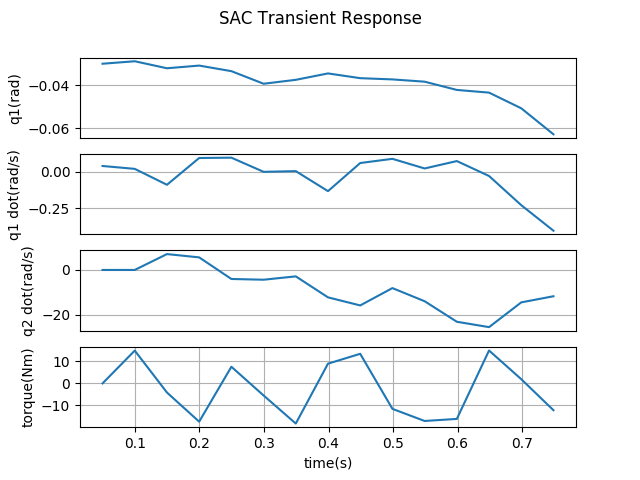 SAC Transient Response
q1(rad)
−0.04
−0.06
q1 dot(rad/s)
0.00
−0.25
q2 dot(rad/s)
0
−20
torque(Nm)
10
0
−10
0.1 0.2 0.3 0.4 0.5 0.6 0.7
time(s)